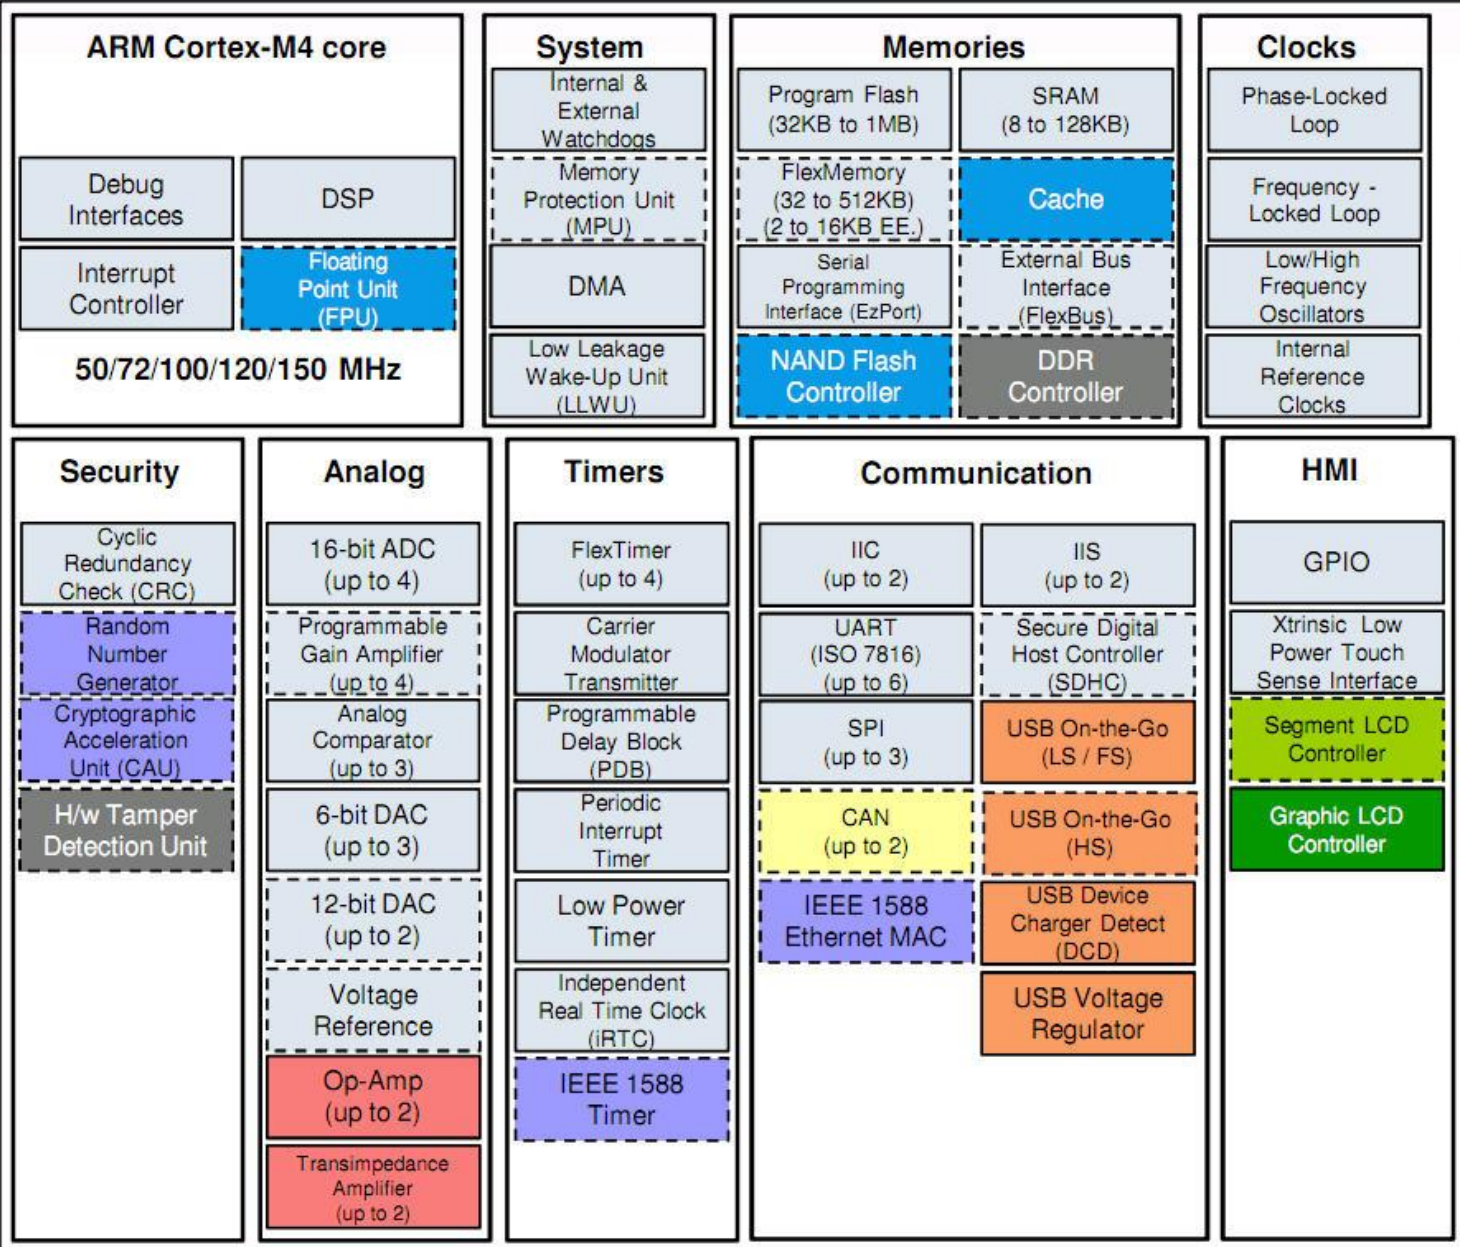 ARM Cortex-M4 core
Debug
Interfaces
DSP
Interrupt
Controller
Floating
Point Unit
(FPU)
50/72/100/120/150 MHz
System
Internal &
External
Watchdogs
Memory
Protection Unit
(MPU)
DMA
Low Leakage
Wake-Up Unit
(LLWU)
Memories
Program Flash
(32KB to 1MB)
SRAM
(8 to 128KB)
FlexMemory
(32 to 512KB)
(2 to 16KB EE.)
Cache
Serial
Programming
Interface (EzPort)
External Bus
Interface
(FlexBus)
NAND Flash
Controller
DDR
Controller
Clocks
Phase-Locked
Loop
Frequency -
Locked Loop
Low/High
Frequency
Oscillators
Internal
Reference
Clocks
Security
Cyclic
Redundancy
Check (CRC)
Random
Number
Generator
Cryptographic
Acceleration
Unit (CAU)
H/w Tamper
Detection Unit
Analog
16-bit ADC
(up to 4)
Programmable
Gain Amplifier
(up to 4)
Analog
Comparator
(up to 3)
6-bit DAC
(up to 3)
12-bit DAC
(up to 2)
Voltage
Reference
Op-Amp
(up to 2)
Transimpedance
Amplifier
(up to 2)
Timers
FlexTimer
(up to 4)
Carrier
Modulator
Transmitter
Programmable
Delay Block
(PDB)
Periodic
Interrupt
Timer
Low Power
Timer
Independent
Real Time Clock
(iRTC)
IEEE 1588
Timer
Communication
IIC
(up to 2)
IIS
(up to 2)
UART
(ISO 7816)
(up to 6)
Secure Digital
Host Controller
(SDHC)
SPI
(up to 3)
USB On-the-Go
(LS / FS)
CAN
(up to 2)
USB On-the-Go
(HS)
IEEE 1588
Ethernet MAC
USB Device
Charger Detect
(DCD)
USB Voltage
Regulator
HMI
GPIO
Xtrinsic Low
Power Touch
Sense Interface
Segment LCD
Controller
Graphic LCD
Controller